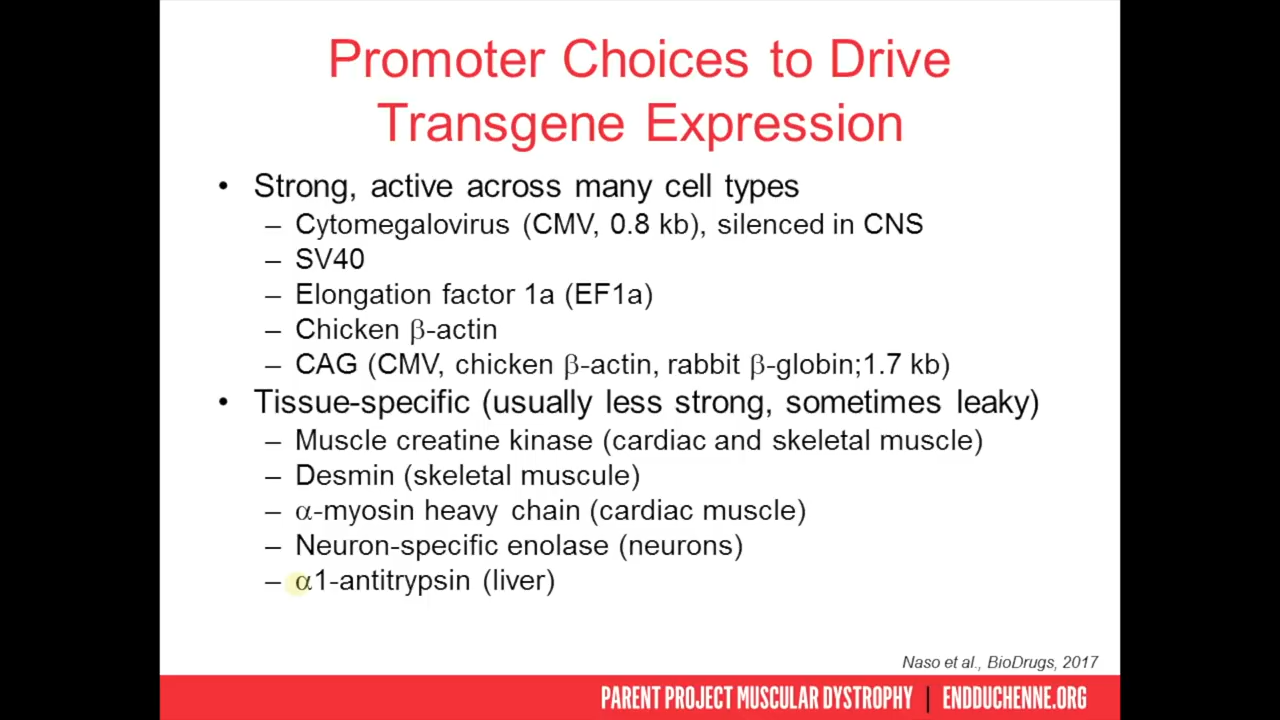 Promoter Choices to Drive
Transgene Expression
• Strong, active across many cell types
– Cytomegalovirus (CMV, 0.8 kb), silenced in CNS
– SV40
– Elongation factor 1a (EF1a)
– Chicken β-actin
– CAG (CMV, chicken β-actin, rabbit β-globin;1.7 kb)
• Tissue-specific (usually less strong, sometimes leaky)
– Muscle creatine kinase (cardiac and skeletal muscle)
– Desmin (skeletal muscule)
– α-myosin heavy chain (cardiac muscle)
– Neuron-specific enolase (neurons)
– α1-antitrypsin (liver)
Naso et al., BioDrugs, 2017
PARENT PROJECT MUSCULAR DYSTROPHY | ENDDUCHENNE.ORG